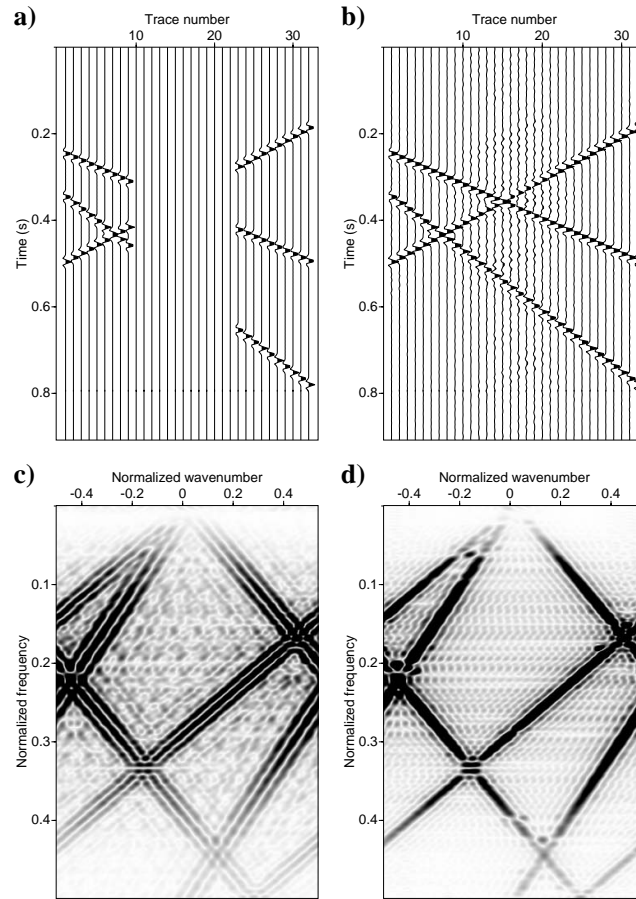 a)
Trace number
10 20 30
Time (s)
0.2
0.4
0.6
0.8
b)
Trace number
10 20 30
Time (s)
0.2
0.4
0.6
0.8
c)
Normalized wavenumber
-0.4 -0.2 0 0.2 0.4
Normalized frequency
0.1
0.2
0.3
0.4
d)
Normalized wavenumber
-0.4 -0.2 0 0.2 0.4
Normalized frequency
0.1
0.2
0.3
0.4